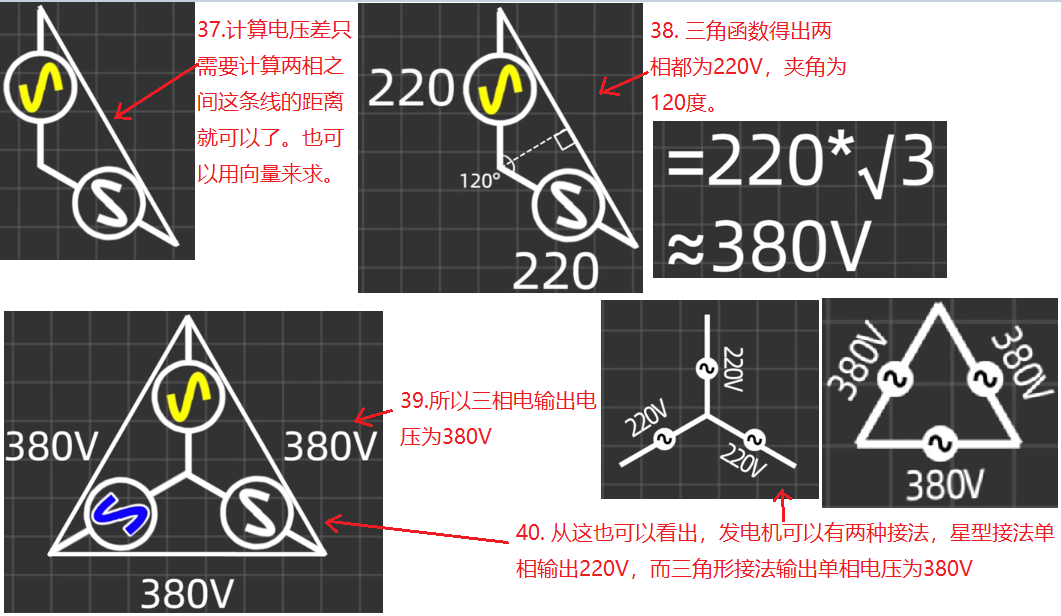 37.计算电压差只
需要计算两相之
间这条线的距离
就可以了。也可
以用向量来求。
220
120°
220
38. 三角函数得出两
相都为220V，夹角为
120度。
=220*√3
≈380V
380V
380V
380V
39.所以三相电输出电
压为380V
220V
220V
220V
380V
380V
380V
40. 从这也可以看出，发电机可以有两种接法，星型接法单
相输出220V，而三角形接法输出单相电压为380V